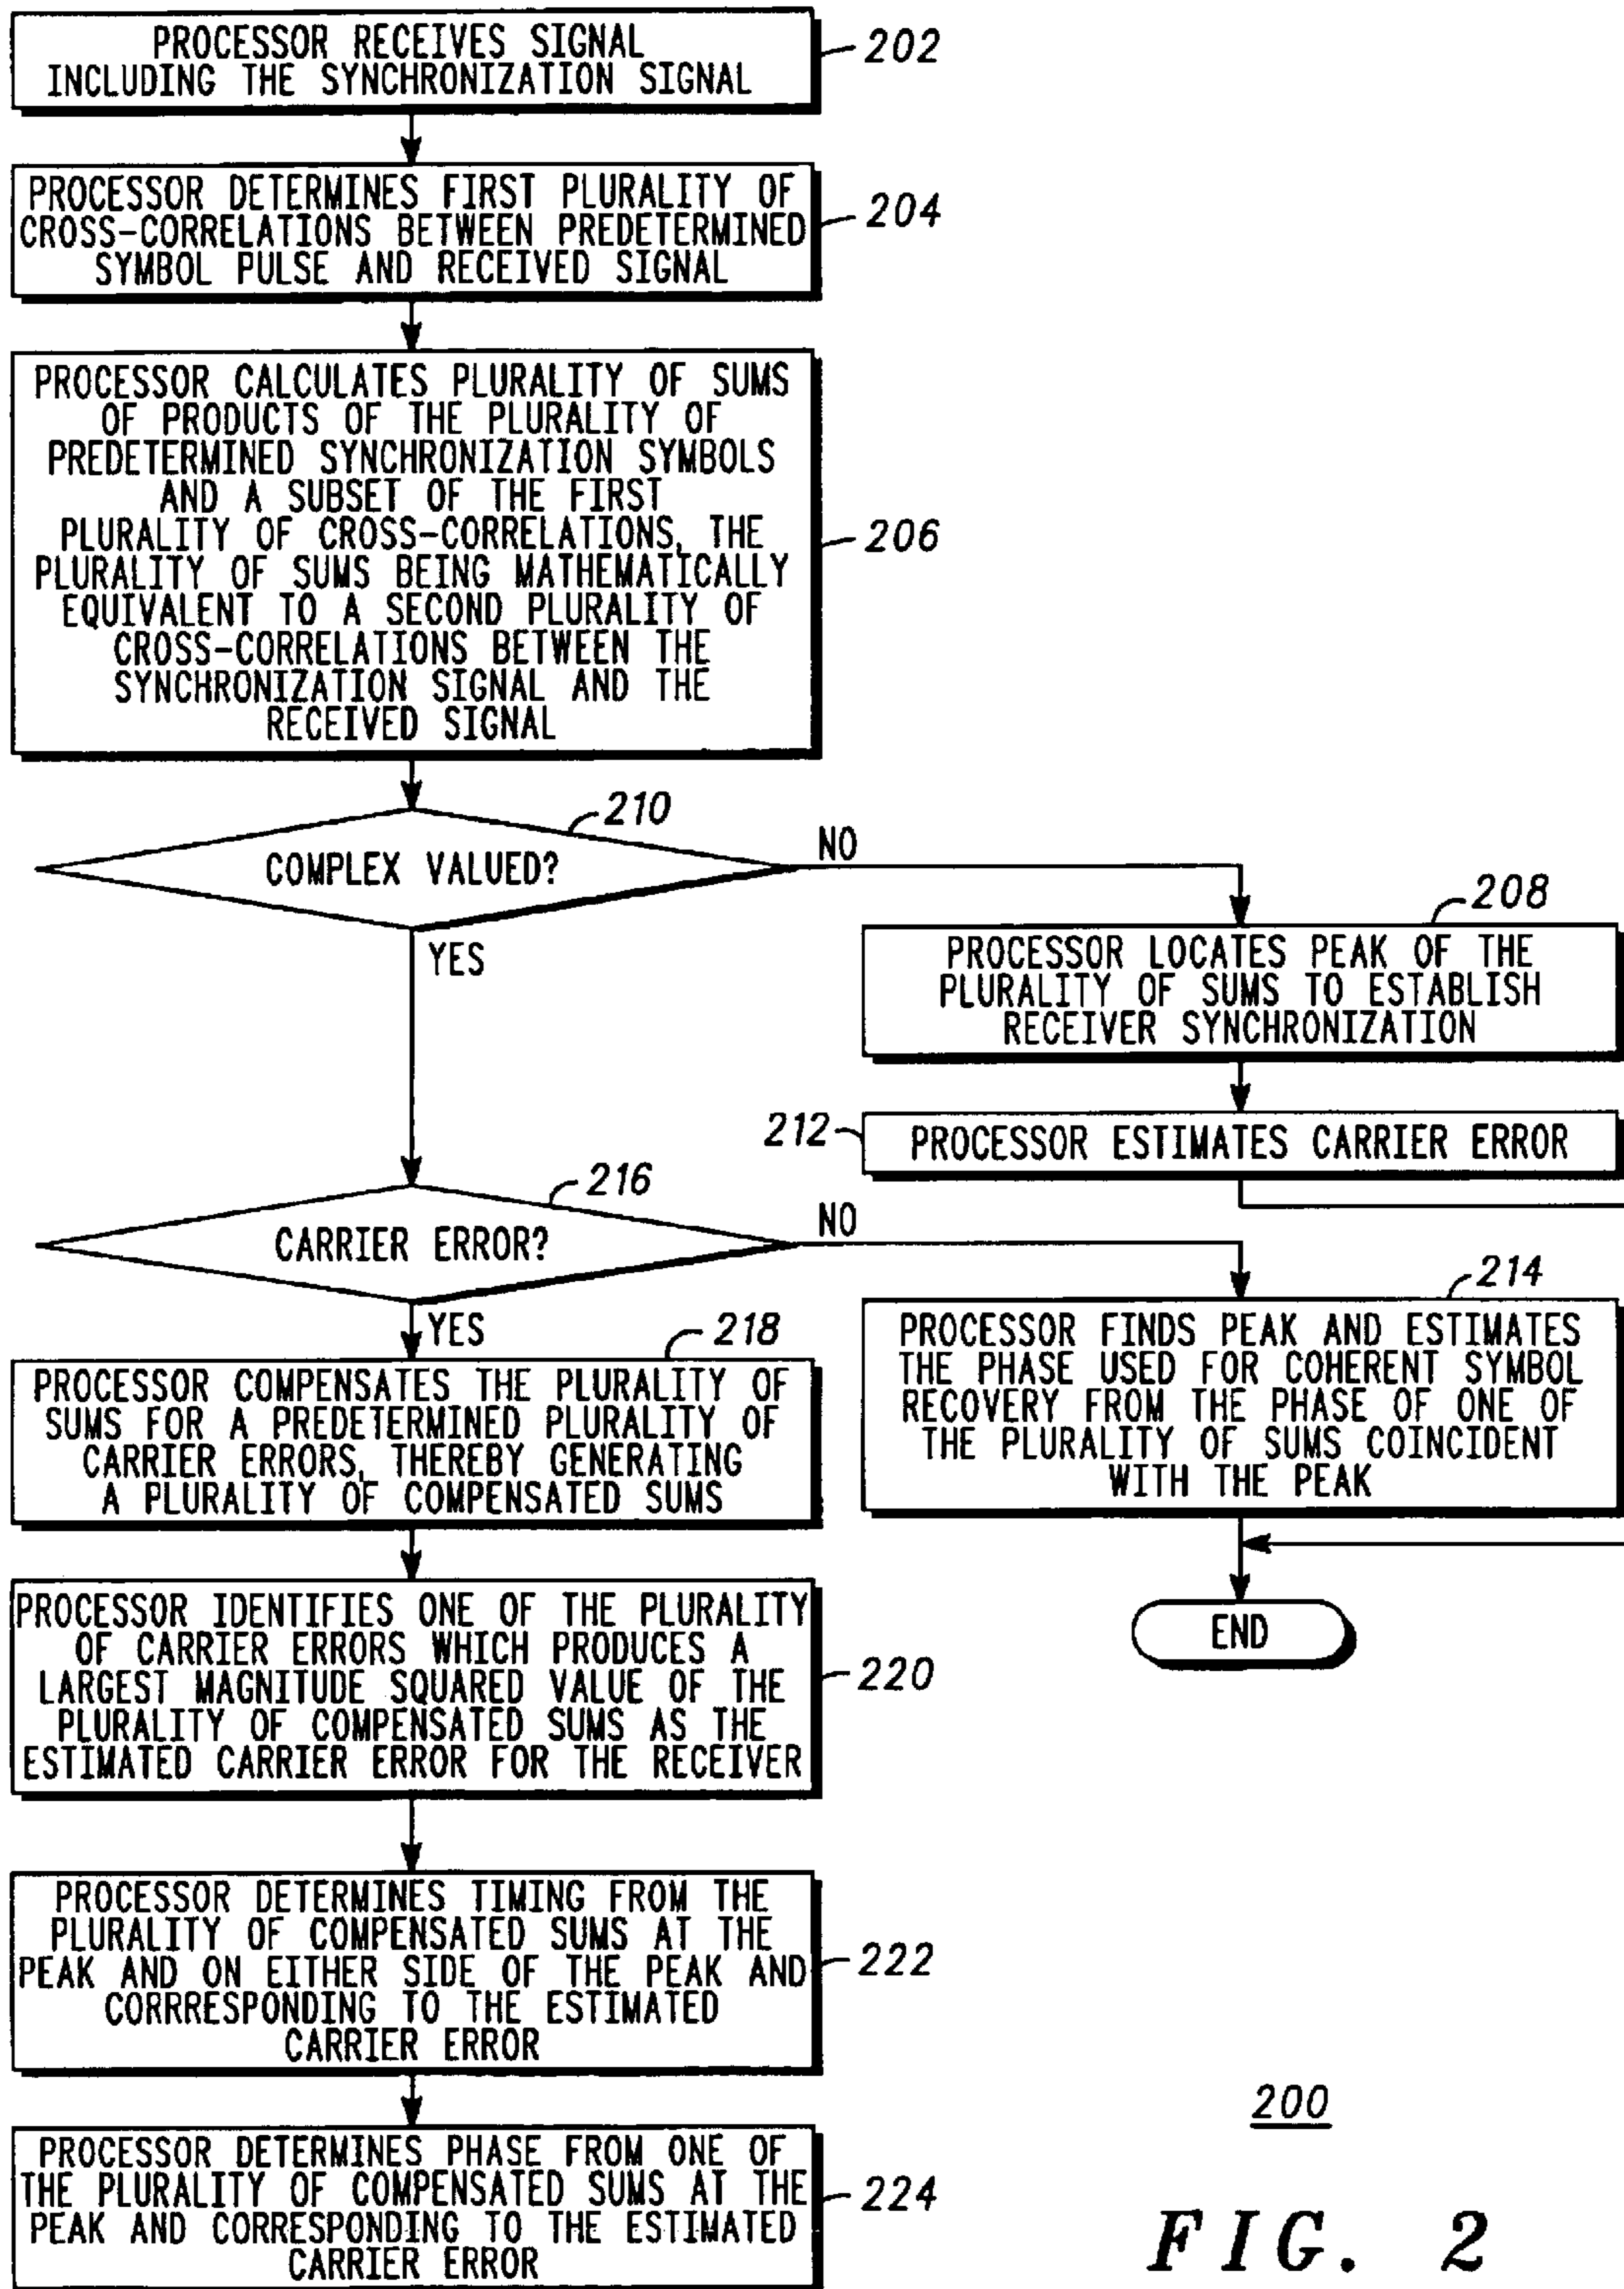 PROCESSOR RECEIVES SIGNAL
INCLUDING THE SYNCHRONIZATION SIGNAL
202
PROCESSOR DETERMINES FIRST PLURALITY OF
CROSS-CORRELATIONS BETWEEN PREDETERMINED
SYMBOL PULSE AND RECEIVED SIGNAL
204
PROCESSOR CALCULATES PLURALITY OF SUMS
OF PRODUCTS OF THE PLURALITY OF
PREDETERMINED SYNCHRONIZATION SYMBOLS
AND A SUBSET OF THE FIRST
PLURALITY OF CROSS-CORRELATIONS, THE
PLURALITY OF SUMS BEING MATHEMATICALLY
EQUIVALENT TO A SECOND PLURALITY OF
CROSS-CORRELATIONS BETWEEN THE
SYNCHRONIZATION SIGNAL AND THE
RECEIVED SIGNAL
206
210
COMPLEX VALUED?
NO
YES
208
PROCESSOR LOCATES PEAK OF THE
PLURALITY OF SUMS TO ESTABLISH
RECEIVER SYNCHRONIZATION
212
PROCESSOR ESTIMATES CARRIER ERROR
216
CARRIER ERROR?
NO
YES
214
PROCESSOR FINDS PEAK AND ESTIMATES
THE PHASE USED FOR COHERENT SYMBOL
RECOVERY FROM THE PHASE OF ONE OF
THE PLURALITY OF SUMS COINCIDENT
WITH THE PEAK
END
218
PROCESSOR COMPENSATES THE PLURALITY OF
SUMS FOR A PREDETERMINED PLURALITY OF
CARRIER ERRORS, THEREBY GENERATING
A PLURALITY OF COMPENSATED SUMS
PROCESSOR IDENTIFIES ONE OF THE PLURALITY
OF CARRIER ERRORS WHICH PRODUCES A
LARGEST MAGNITUDE SQUARED VALUE OF THE
PLURALITY OF COMPENSATED SUMS AS THE
ESTIMATED CARRIER ERROR FOR THE RECEIVER
220
PROCESSOR DETERMINES TIMING FROM THE
PLURALITY OF COMPENSATED SUMS AT THE
PEAK AND ON EITHER SIDE OF THE PEAK AND
CORRRESPONDING TO THE ESTIMATED
CARRIER ERROR
222
PROCESSOR DETERMINES PHASE FROM ONE OF
THE PLURALITY OF COMPENSATED SUMS AT THE
PEAK AND CORRESPONDING TO THE ESTIMATED
CARRIER ERROR
224
200
FIG. 2